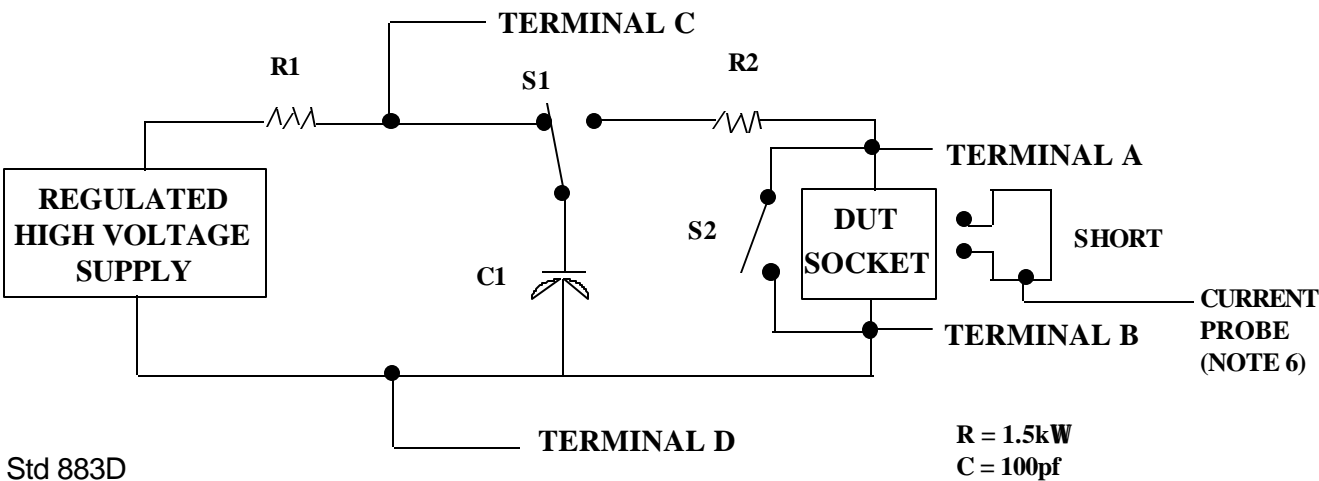 TERMINAL C
R1
S1
R2
TERMINAL A
REGULATED
HIGH VOLTAGE
SUPPLY
C1
S2
DUT
SOCKET
SHORT
CURRENT
PROBE
(NOTE 6)
TERMINAL B
TERMINAL D
R = 1.5kW
C = 100pf
Std 883D